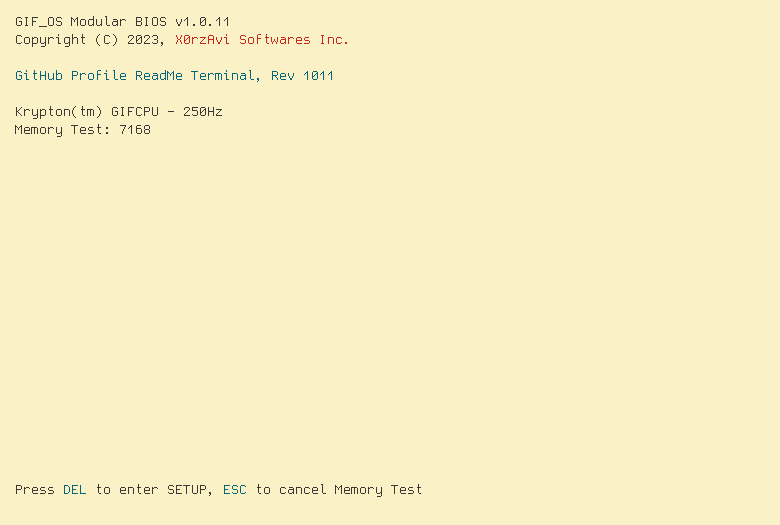 GIF_OS Modular BIOS v1.0.11
Copyright (C) 2023, X0rzAvi Softwares Inc.
GitHub Profile ReadMe Terminal, Rev 1011
Krypton(tm) GIFCPU - 250Hz
Memory Test: 7168
Press DEL to enter SETUP, ESC to cancel Memory Test